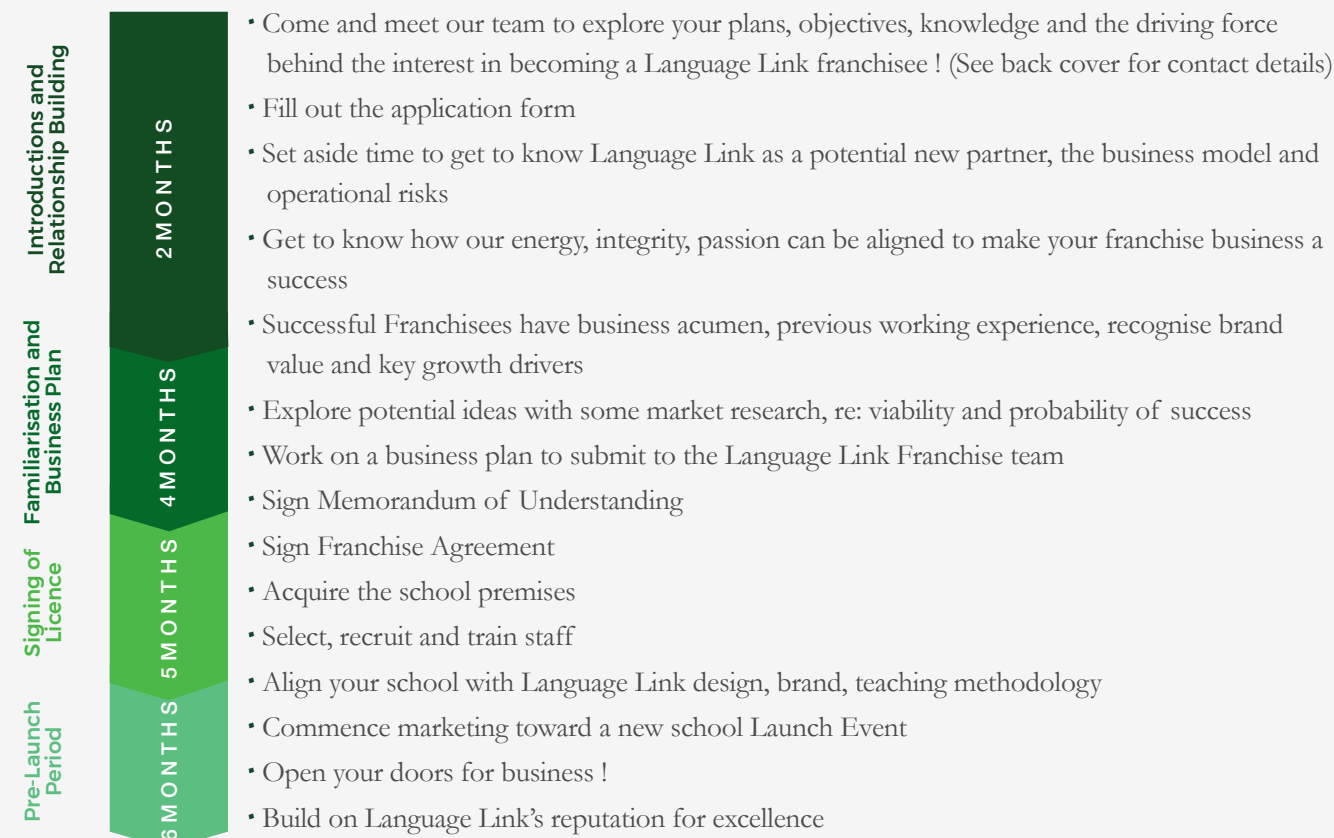 Introductions and
Relationship Building
2 MONTHS
• Come and meet our team to explore your plans, objectives, knowledge and the driving force
behind the interest in becoming a Language Link franchisee ! (See back cover for contact details)
• Fill out the application form
• Set aside time to get to know Language Link as a potential new partner, the business model and
operational risks
• Get to know how our energy, integrity, passion can be aligned to make your franchise business a
success
• Successful Franchisees have business acumen, previous working experience, recognise brand
value and key growth drivers
Familiarisation and
Business Plan
4 MONTHS
• Explore potential ideas with some market research, re: viability and probability of success
• Work on a business plan to submit to the Language Link Franchise team
• Sign Memorandum of Understanding
Signing of
Licence
5 MONTHS
• Sign Franchise Agreement
• Acquire the school premises
• Select, recruit and train staff
• Align your school with Language Link design, brand, teaching methodology
Pre-Launch
Period
6 MONTHS
• Commence marketing toward a new school Launch Event
• Open your doors for business !
• Build on Language Link’s reputation for excellence